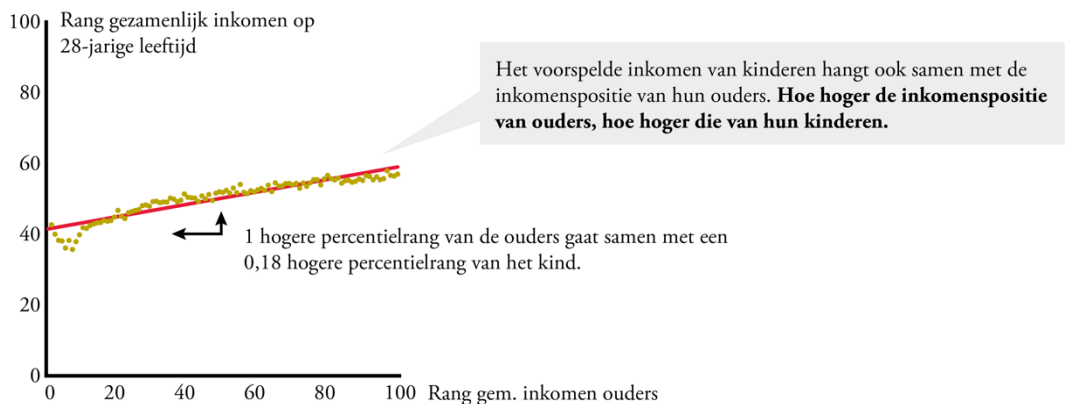 100
Rang gezamenlijk inkomen op
28-jarige leeftijd
Het voorspelde inkomen van kinderen hangt ook samen met de
inkomenspositie van hun ouders. Hoe hoger de inkomenspositie
van ouders, hoe hoger die van hun kinderen.
80
60
40
1 hogere percentielrang van de ouders gaat samen met een
0,18 hogere percentielrang van het kind.
20
0
0 20 40 60 80 100 Rang gem. inkomen ouders